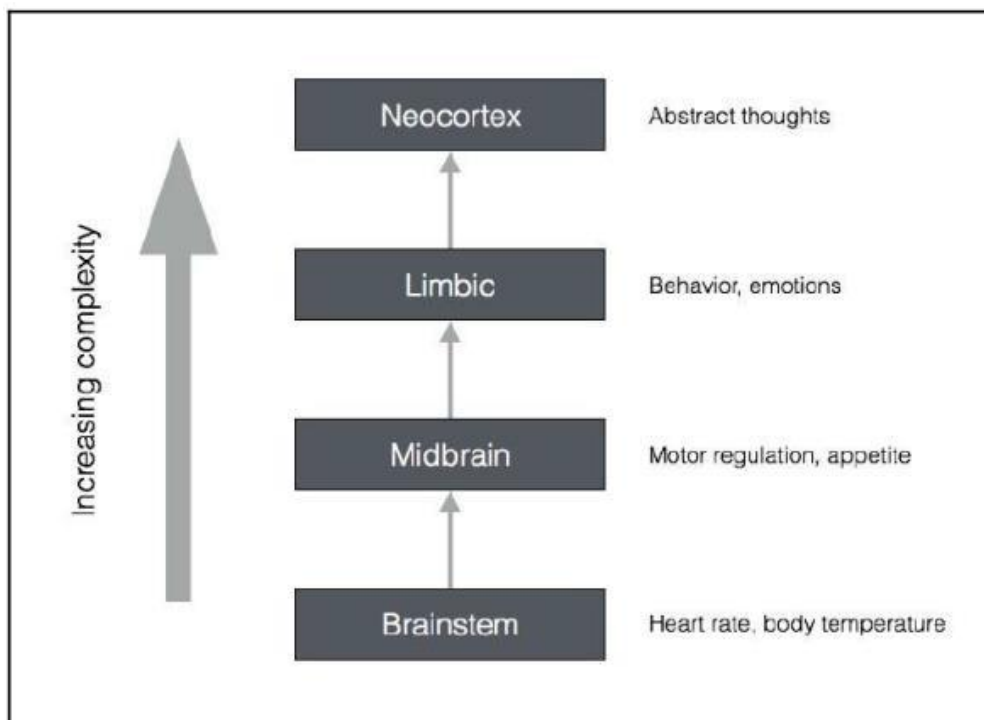 Increasing complexity
Neocortex
Abstract thoughts
Limbic
Behavior, emotions
Midbrain
Motor regulation, appetite
Brainstem
Heart rate, body temperature